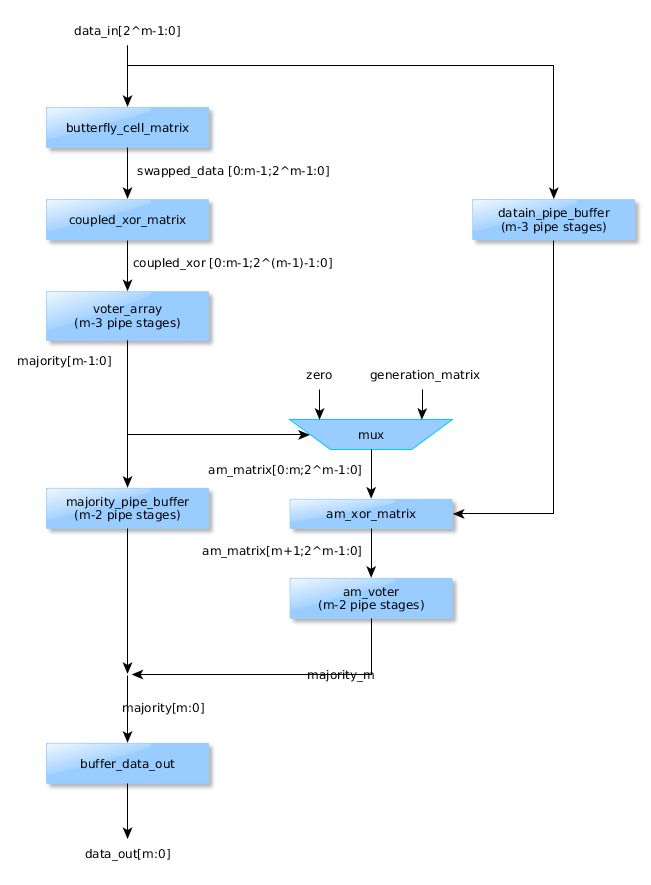 data_in[2^m-1:0]
butterfly_cell_matrix
swapped_data [0:m-1;2^m-1:0]
coupled_xor_matrix
datain_pipe_buffer
(m-3 pipe stages)
coupled_xor [0:m-1;2^(m-1)-1:0]
voter_array
(m-3 pipe stages)
majority[m-1:0]
zero
generation_matrix
mux
am_matrix[0:m;2^m-1:0]
majority_pipe_buffer
(m-2 pipe stages)
am_xor_matrix
am_matrix[m+1;2^m-1:0]
am_voter
(m-2 pipe stages)
majority_m
majority[m:0]
buffer_data_out
data_out[m:0]